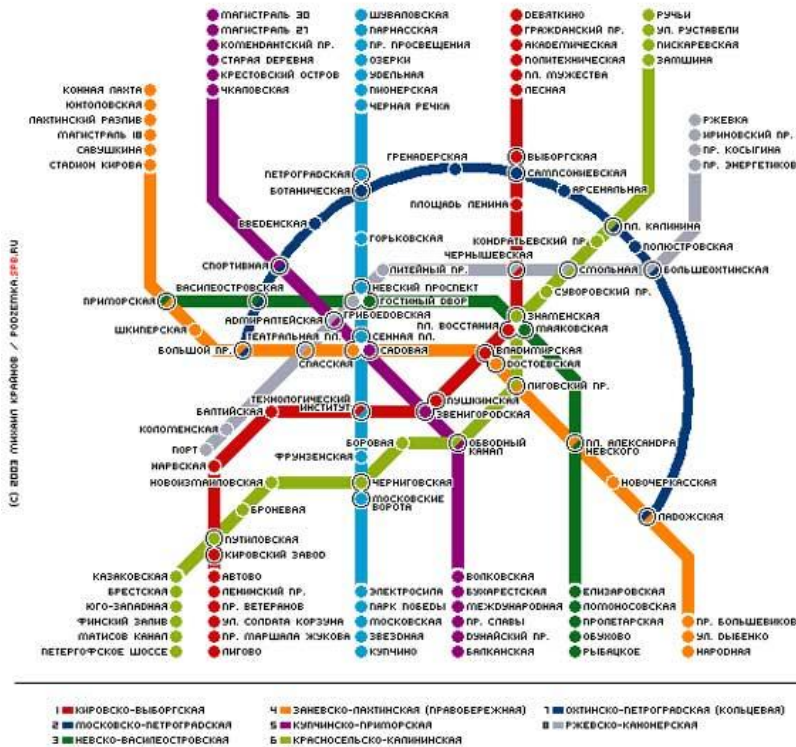 МАГИСТРАЛЬ 30
МАГИСТРАЛЬ 27
КОМЕНДАНТСКИЙ ПР.
СТАРАЯ ДЕРЕВНЯ
КРЕСТОВСКИЙ ОСТРОВ
ЧКАЛОВСКАЯ
ШУВАЛОВСКАЯ
ПАРНАССКАЯ
ПР. ПРОСВЕЩЕНИЯ
ОЗЕРКИ
УДЕЛЬНАЯ
ПИОНЕРСКАЯ
ЧЕРНАЯ РЕЧКА
ДЕВЯТКИНО
ГРАЖДАНСКИЙ ПР.
АКАДЕМИЧЕСКАЯ
ПОЛИТЕХНИЧЕСКАЯ
ПЛ. МУЖЕСТВА
ЛЕСНАЯ
РУЧЬИ
УЛ. РУСТАВЕЛИ
ПИСКАРЕВСКАЯ
ЗАМШИНА
КОННАЯ ЛАХТА
ЮНТОЛОВСКАЯ
ЛАХТИНСКИЙ РАЗЛИВ
МАГИСТРАЛЬ 18
САВУШКИНА
СТАДИОН КИРОВА
РЖЕВКА
ИРИНОВСКИЙ ПР.
ПР. КОСЫГИНА
ПР. ЭНЕРГЕТИКОВ
ГРЕНАДЕРСКАЯ
ВЫБОРГСКАЯ
ПЕТРОГРАДСКАЯ
САМПСОНИЕВСКАЯ
БОТАНИЧЕСКАЯ
АРСЕНАЛЬНАЯ
ПЛОЩАДЬ ЛЕНИНА
ВВЕДЕНСКАЯ
ПЛ. КАЛИНИНА
ГОРЬКОВСКАЯ
КОНДРАТЬЕВСКИЙ ПР.
ПОЛЮСТРОВСКАЯ
ЧЕРНЫШЕВСКАЯ
СПОРТИВНАЯ
ЛИТЕЙНЫЙ ПР.
СМОЛЬНАЯ
БОЛЬШЕОХТИНСКАЯ
ВАСИЛЕОСТРОВСКАЯ
НЕВСКИЙ ПРОСПЕКТ
СУВОРОВСКИЙ ПР.
ПРИМОРСКАЯ
ГОСТИНЫЙ ДВОР
ГРИБОЕДОВСКАЯ
ЗНАМЕНСКАЯ
АДМИРАЛТЕЙСКАЯ
ШКИПЕРСКАЯ
ПЛ. ВОССТАНИЯ
МАЯКОВСКАЯ
ТЕАТРАЛЬНАЯ ПЛ.
СЕННАЯ ПЛ.
БОЛЬШОЙ ПР.
САДОВАЯ
ВЛАДИМИРСКАЯ
СПАССКАЯ
ДОСТОЕВСКАЯ
ЛИГОВСКИЙ ПР.
ТЕХНОЛОГИЧЕСКИЙ
ИНСТИТУТ
ПУШКИНСКАЯ
БАЛТИЙСКАЯ
ЗВЕНИГОРОДСКАЯ
КОЛОМЕНСКАЯ
БОРОВАЯ
ОБВОДНЫЙ
КАНАЛ
ПЛ. АЛЕКСАНДРА
НЕВСКОГО
ПОРТ
ФРУНЗЕНСКАЯ
НАРВСКАЯ
НОВОИЗМАЙЛОВСКАЯ
ЧЕРНИГОВСКАЯ
НОВОЧЕРКАССКАЯ
МОСКОВСКИЕ
ВОРОТА
БРОНЕВАЯ
ЛАДОЖСКАЯ
ПУТИЛОВСКАЯ
КИРОВСКИЙ ЗАВОД
КАЗАКОВСКАЯ
БРЕСТСКАЯ
ЮГО-ЗАПАДНАЯ
ФИНСКИЙ ЗАЛИВ
МАТИСОВ КАНАЛ
ПЕТЕРГОФСКОЕ ШОССЕ
АВТОВО
ЛЕНИНСКИЙ ПР.
ПР. ВЕТЕРАНОВ
УЛ. СОЛДАТА КОРЗУНА
ПР. МАРШАЛА ЖУКОВА
ЛИГОВО
ЭЛЕКТРОСИЛА
ПАРК ПОБЕДЫ
МОСКОВСКАЯ
ЗВЕЗДНАЯ
КУПЧИНО
ВОЛКОВСКАЯ
БУХАРЕСТСКАЯ
МЕЖДУНАРОДНАЯ
ПР. СЛАВЫ
ДУНАЙСКИЙ ПР.
БАЛКАНСКАЯ
ЕЛИЗАРОВСКАЯ
ЛОМОНОСОВСКАЯ
ПРОЛЕТАРСКАЯ
ОБУХОВО
РЫБАЦКОЕ
ПР. БОЛЬШЕВИКОВ
УЛ. ДЫБЕНКО
НАРОДНАЯ
(C) 2003 МИХАИЛ КРАЙНОВ / PODZEMKA.SPB.RU
1 КИРОВСКО-ВЫБОРГСКАЯ
2 МОСКОВСКО-ПЕТРОГРАДСКАЯ
3 НЕВСКО-ВАСИЛЕОСТРОВСКАЯ
4 ЗАНЕВСКО-ЛАХТИНСКАЯ (ПРАВОБЕРЕЖНАЯ)
5 КУПЧИНСКО-ПРИМОРСКАЯ
6 КРАСНОСЕЛЬСКО-КАЛИНИНСКАЯ
7 ОХТИНСКО-ПЕТРОГРАДСКАЯ (КОЛЬЦЕВАЯ)
8 РЖЕВСКО-КАНОНЕРСКАЯ